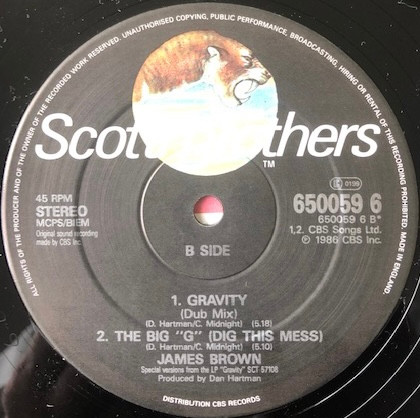 ALL RIGHTS OF THE PRODUCER AND OF THE OWNER OF THE RECORDED WORK RESERVED. UNAUTHORISED COPYING, PUBLIC PERFORMANCE, BROADCASTING, HIRING OR RENTAL OF THIS RECORDING PROHIBITED. MADE IN ENGLAND.
Scotti Brothers
TM
45 RPM
STEREO
MCPS/BIEM
Original sound recording
made by CBS Inc.
B SIDE
0196
650059 6
650059 6 B*
1,2. CBS Songs Ltd.
℗ 1986 CBS Inc.
1. GRAVITY
(Dub Mix)
(D. Hartman/C. Midnight) (5.18)
2. THE BIG "G" (DIG THIS MESS)
(D. Hartman/C. Midnight) (5.10)
JAMES BROWN
Special versions from the LP "Gravity" SCT 57108
Produced by Dan Hartman
DISTRIBUTION CBS RECORDS